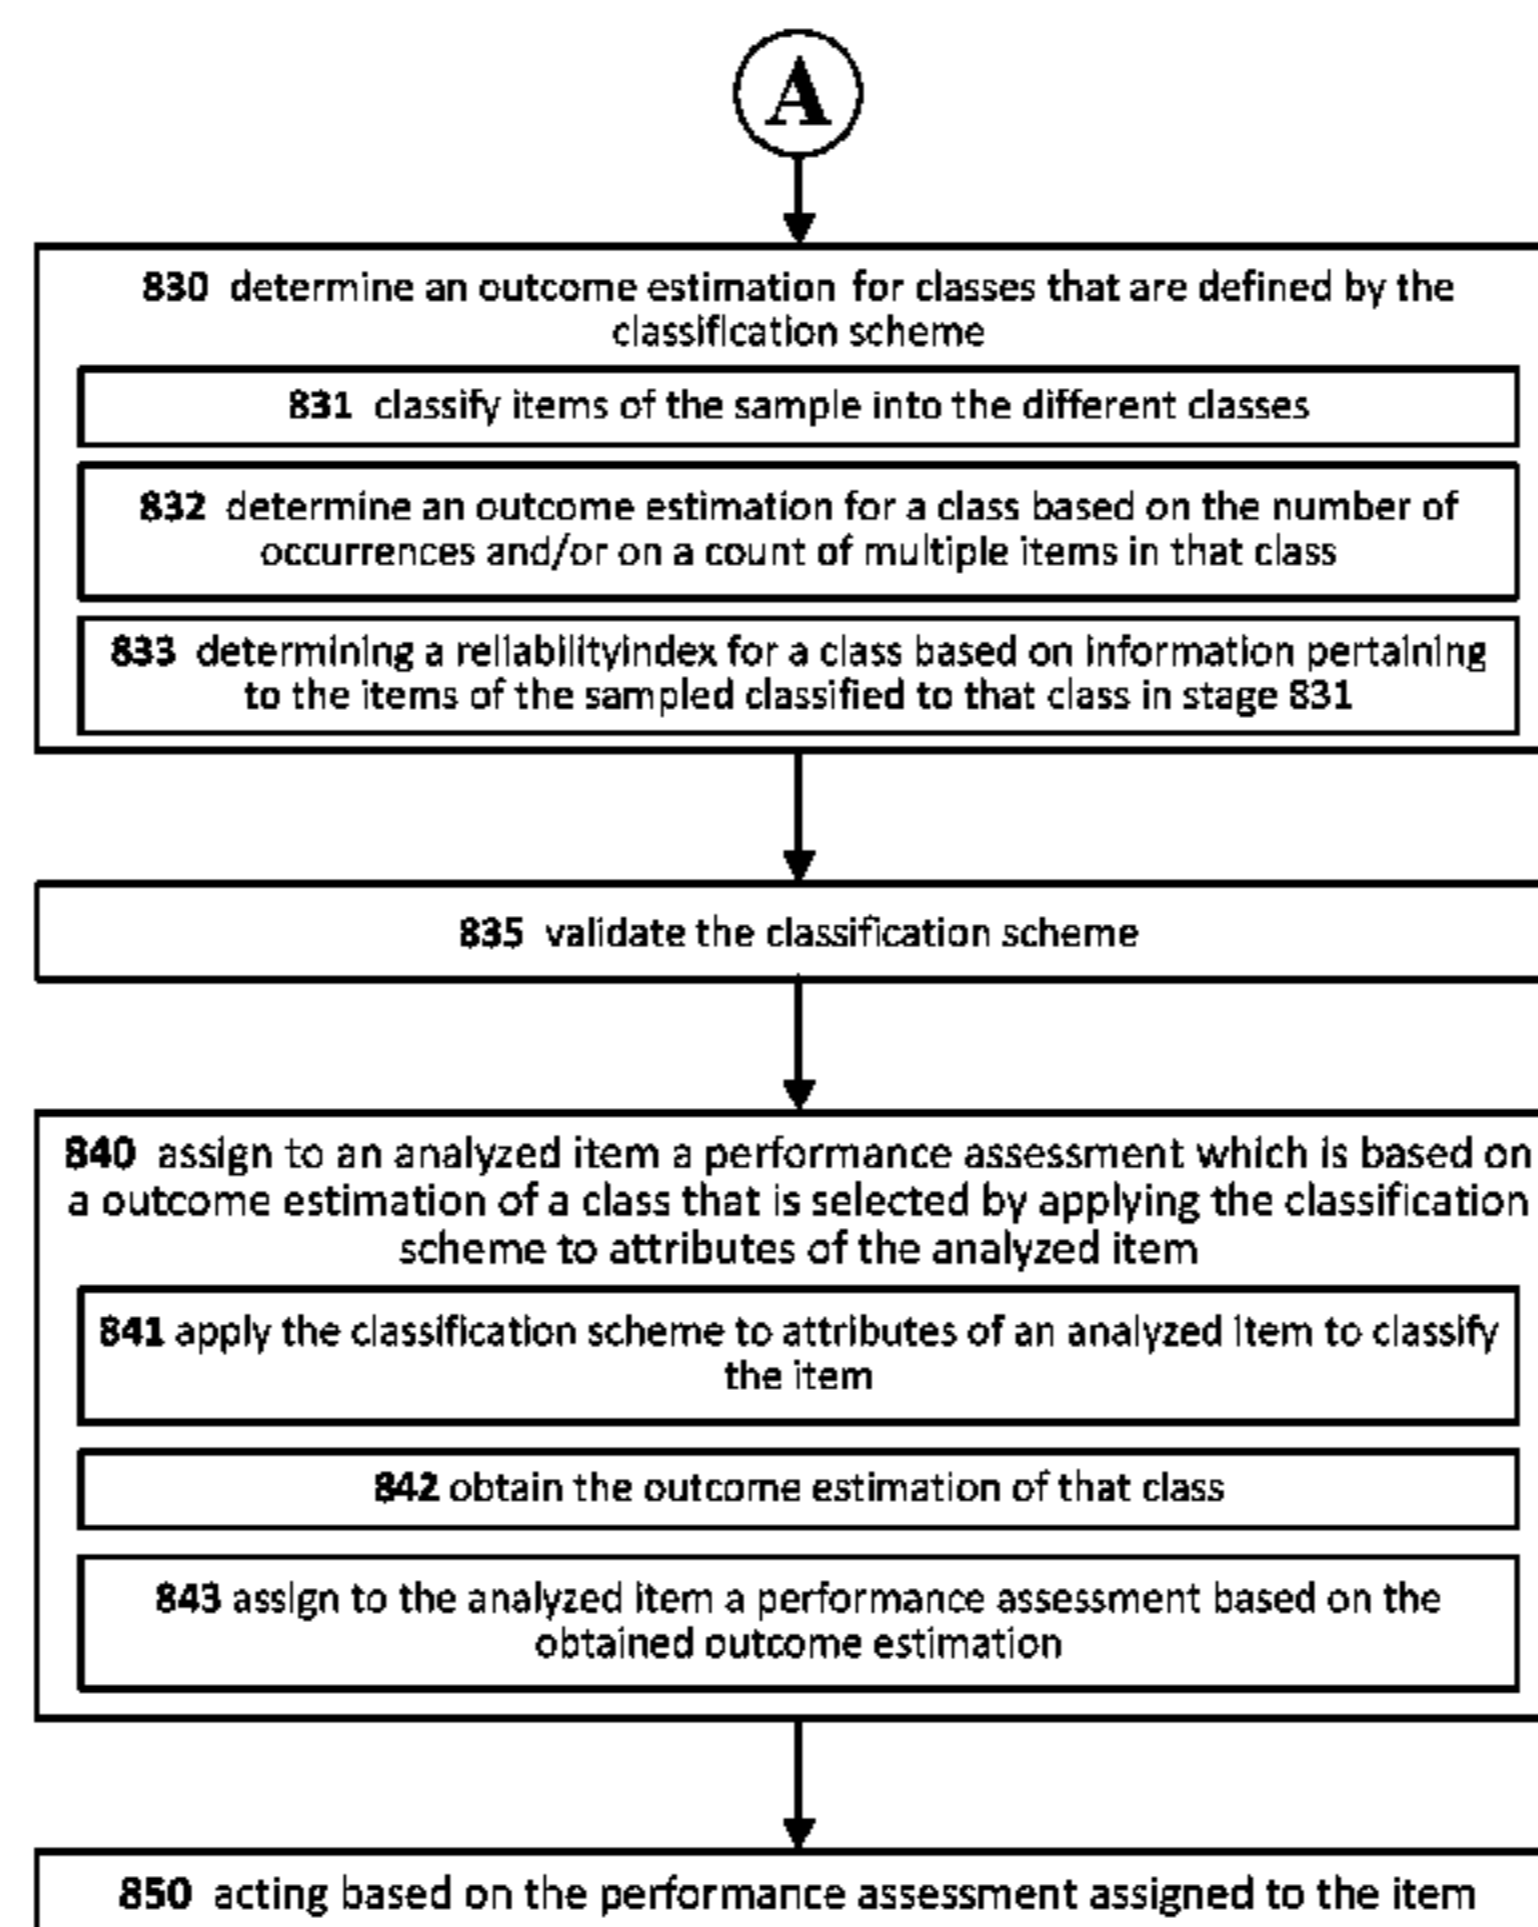 A
830 determine an outcome estimation for classes that are defined by the
classification scheme
831 classify items of the sample into the different classes
832 determine an outcome estimation for a class based on the number of
occurrences and/or on a count of multiple items in that class
833 determining a reliabilityindex for a class based on information pertaining
to the items of the sampled classified to that class in stage 831
835 validate the classification scheme
840 assign to an analyzed item a performance assessment which is based on
a outcome estimation of a class that is selected by applying the classification
scheme to attributes of the analyzed item
841 apply the classification scheme to attributes of an analyzed item to classify
the item
842 obtain the outcome estimation of that class
843 assign to the analyzed item a performance assessment based on the
obtained outcome estimation
850 acting based on the performance assessment assigned to the item